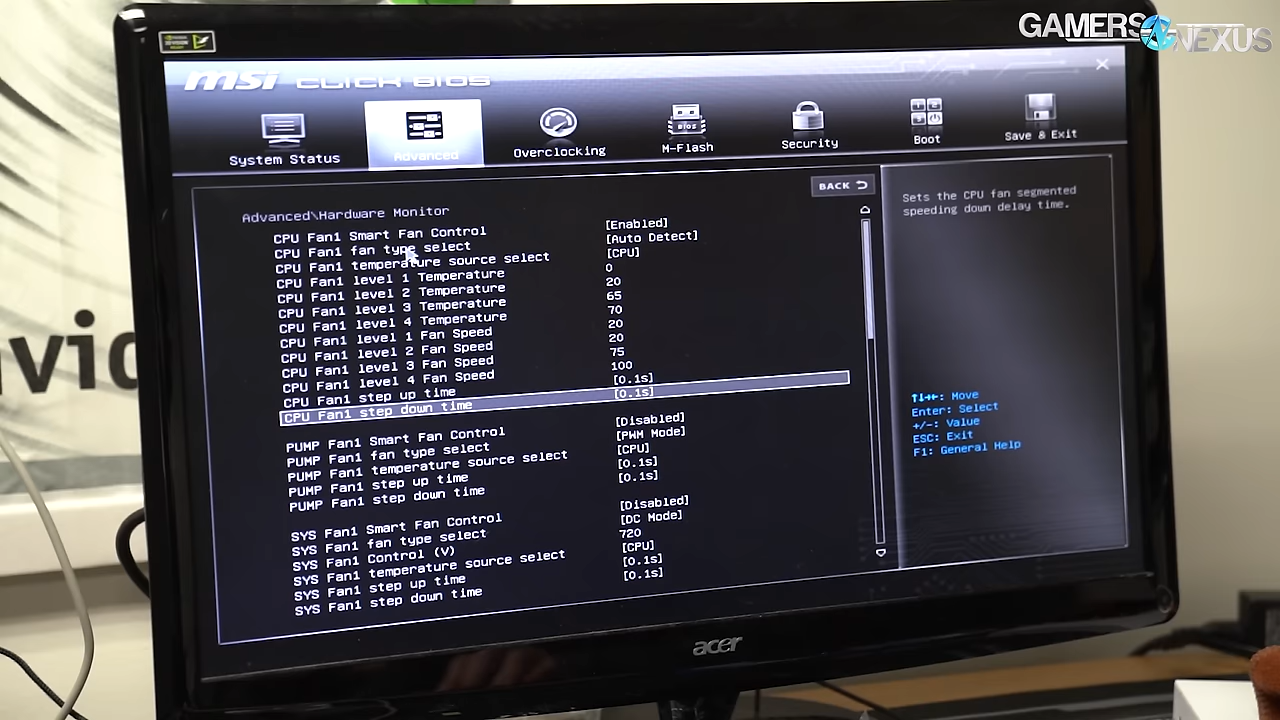 GAMERS NEXUS
msi CLICK BIOS
System Status
Advanced
Overclocking
BIOS
M-Flash
Security
Boot
Save & Exit
BACK
Advanced\Hardware Monitor
CPU Fan1 Smart Fan Control [Enabled]
CPU Fan1 fan type select [Auto Detect]
CPU Fan1 temperature source select [CPU]
CPU Fan1 level 1 Temperature 0
CPU Fan1 level 2 Temperature 20
CPU Fan1 level 3 Temperature 65
CPU Fan1 level 4 Temperature 70
CPU Fan1 level 1 Fan Speed 20
CPU Fan1 level 2 Fan Speed 20
CPU Fan1 level 3 Fan Speed 75
CPU Fan1 level 4 Fan Speed 100
CPU Fan1 step up time [0.1s]
CPU Fan1 step down time [0.1s]
PUMP Fan1 Smart Fan Control [Disabled]
PUMP Fan1 fan type select [PWM Mode]
PUMP Fan1 temperature source select [CPU]
PUMP Fan1 step up time [0.1s]
PUMP Fan1 step down time [0.1s]
SYS Fan1 Smart Fan Control [Disabled]
SYS Fan1 fan type select [DC Mode]
SYS Fan1 Control (V) 720
SYS Fan1 temperature source select [CPU]
SYS Fan1 step up time [0.1s]
SYS Fan1 step down time [0.1s]
Sets the CPU fan segmented
speeding down delay time.
↑↓→←: Move
Enter: Select
+/-: Value
ESC: Exit
F1: General Help
acer